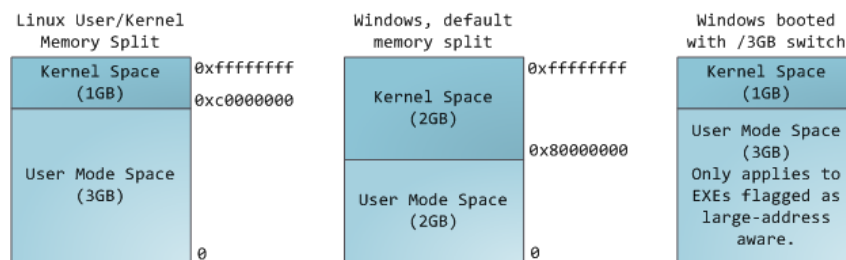 Linux User/Kernel
Memory Split
Kernel Space
(1GB)
0xffffffff
0xc0000000
User Mode Space
(3GB)
0
Windows, default
memory split
Kernel Space
(2GB)
0xffffffff
0x80000000
User Mode Space
(2GB)
0
Windows booted
with /3GB switch
Kernel Space
(1GB)
User Mode Space
(3GB)
Only applies to
EXEs flagged as
large-address
aware.